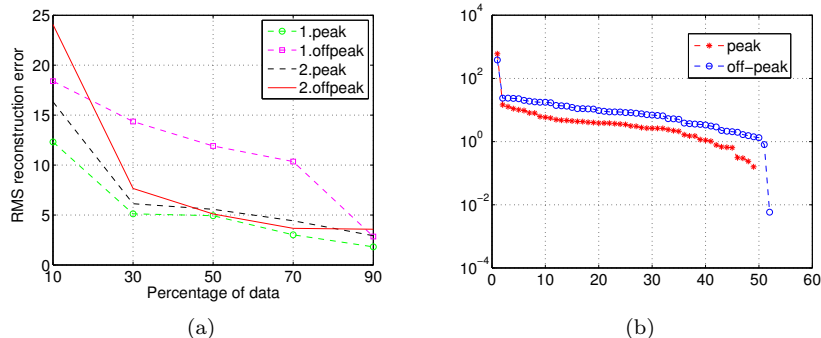 25
20
15
10
5
0
RMS reconstruction error
10
30
50
70
90
Percentage of data
1.peak
1.offpeak
2.peak
2.offpeak
(a)
10^4
10^2
10^0
10^−2
10^−4
0
10
20
30
40
50
60
peak
off−peak
(b)